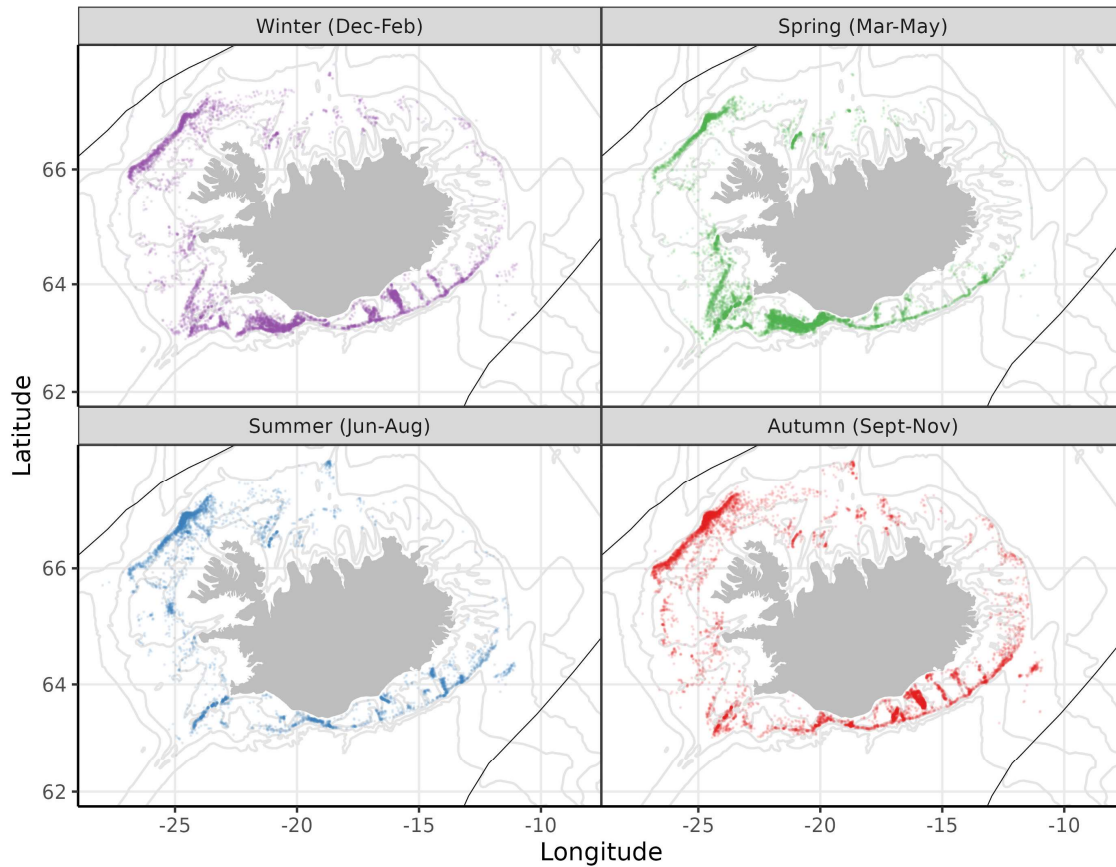 Winter (Dec-Feb)
Spring (Mar-May)
66
64
62
Summer (Jun-Aug)
Autumn (Sept-Nov)
66
64
62
-25
-20
-15
-10
-25
-20
-15
-10
Latitude
Longitude